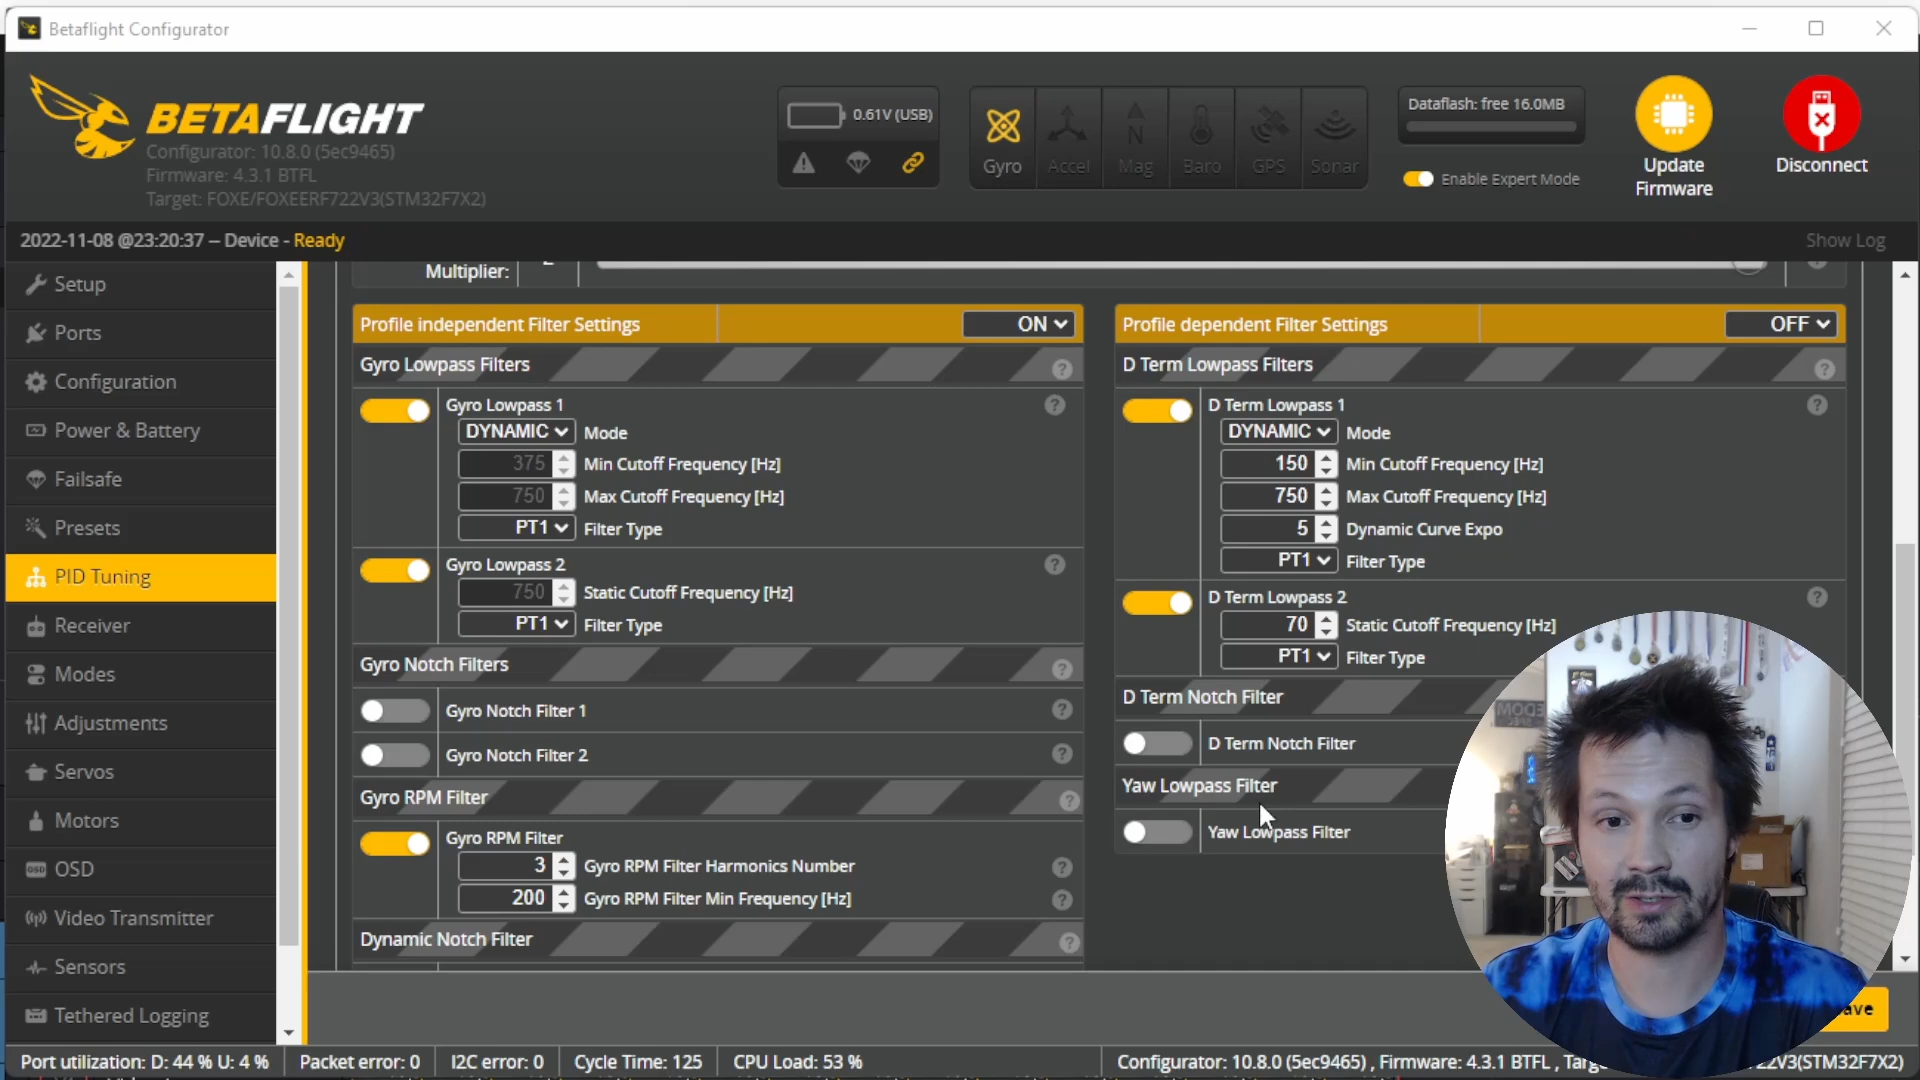 Betaflight Configurator
BETAFLIGHT
Configurator: 10.8.0 (5ec9465)
Firmware: 4.3.1 BTFL
Target: FOXE/FOXEERF722V3(STM32F7X2)
0.61V (USB)
Gyro
Accel
Mag
Baro
GPS
Sonar
Dataflash: free 16.0MB
Enable Expert Mode
Update
Firmware
Disconnect
2022-11-08 @23:20:37 -- Device - Ready
Show Log
Setup
Ports
Configuration
Power & Battery
Failsafe
Presets
PID Tuning
Receiver
Modes
Adjustments
Servos
Motors
OSD
Video Transmitter
Sensors
Tethered Logging
Multiplier:
Profile independent Filter Settings ON
Gyro Lowpass Filters
Gyro Lowpass 1
DYNAMIC Mode
375 Min Cutoff Frequency [Hz]
750 Max Cutoff Frequency [Hz]
PT1 Filter Type
Gyro Lowpass 2
750 Static Cutoff Frequency [Hz]
PT1 Filter Type
Gyro Notch Filters
Gyro Notch Filter 1
Gyro Notch Filter 2
Gyro RPM Filter
Gyro RPM Filter
3 Gyro RPM Filter Harmonics Number
200 Gyro RPM Filter Min Frequency [Hz]
Dynamic Notch Filter
Profile dependent Filter Settings OFF
D Term Lowpass Filters
D Term Lowpass 1
DYNAMIC Mode
150 Min Cutoff Frequency [Hz]
750 Max Cutoff Frequency [Hz]
5 Dynamic Curve Expo
PT1 Filter Type
D Term Lowpass 2
70 Static Cutoff Frequency [Hz]
PT1 Filter Type
D Term Notch Filter
D Term Notch Filter
Yaw Lowpass Filter
Yaw Lowpass Filter
ave
Port utilization: D: 44 % U: 4 %
Packet error: 0
I2C error: 0
Cycle Time: 125
CPU Load: 53 %
Configurator: 10.8.0 (5ec9465) , Firmware: 4.3.1 BTFL , Targ 22V3(STM32F7X2)